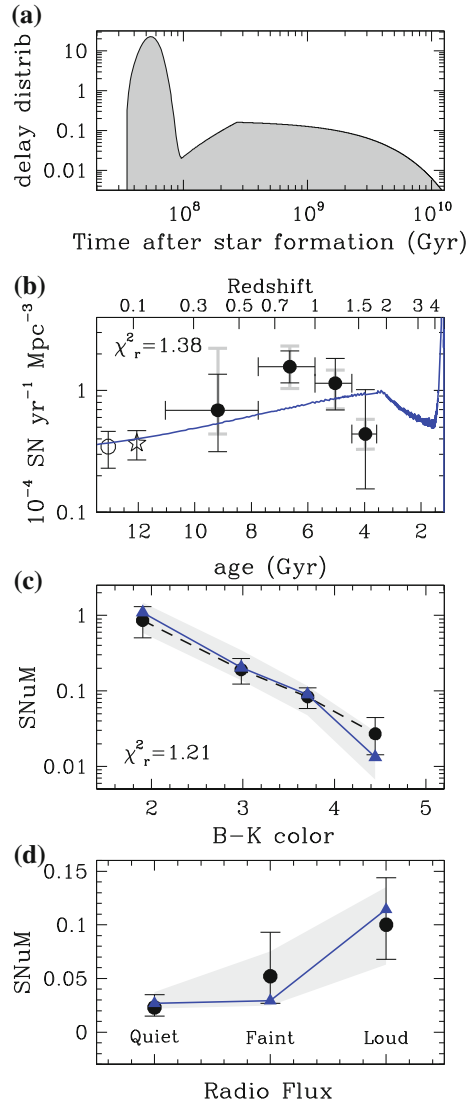 (a)
delay distrib
10
1
0.1
0.01
10^8
10^9
10^10
Time after star formation (Gyr)
(b)
Redshift
0.1 0.3 0.5 0.7 1 1.5 2 3 4
χ²_r=1.38
10^-4 SN yr^-1 Mpc^-3
1
0.1
12 10 8 6 4 2
age (Gyr)
(c)
SNuM
1
0.1
0.01
χ²_r=1.21
2 3 4 5
B-K color
(d)
SNuM
0.15
0.1
0.05
0
Quiet Faint Loud
Radio Flux